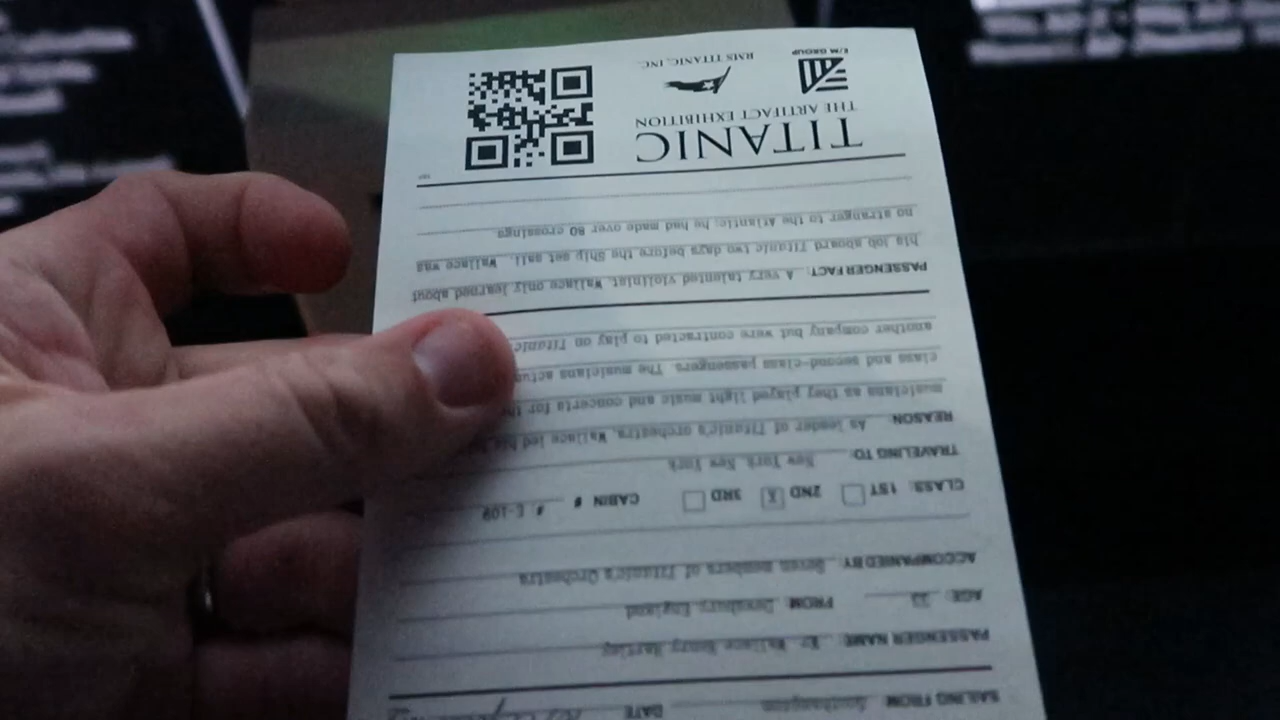 SAILING FROM: Southampton DATE
PASSENGER NAME: Mr Wallace Henry Hartley
AGE: 33 FROM: Dewsbury, England
ACCOMPANIED BY: Seven members of Titanic's Orchestra
CLASS: 1ST 2ND X 3RD CABIN # # E-109
TRAVELING TO: New York, New York
REASON: As leader of Titanic's orchestra, Wallace led his
musicians as they played light music and concerts for
class and second-class passengers. The musicians
another company but were contracted to play on Titanic.
PASSENGER FACT: A very talented violinist, Wallace only learned about
his job aboard Titanic two days before the Ship set sail. Wallace was
no stranger to the Atlantic; he had made over 80 crossings.
TITANIC
THE ARTIFACT EXHIBITION
E/M GROUP
RMS TITANIC, INC.